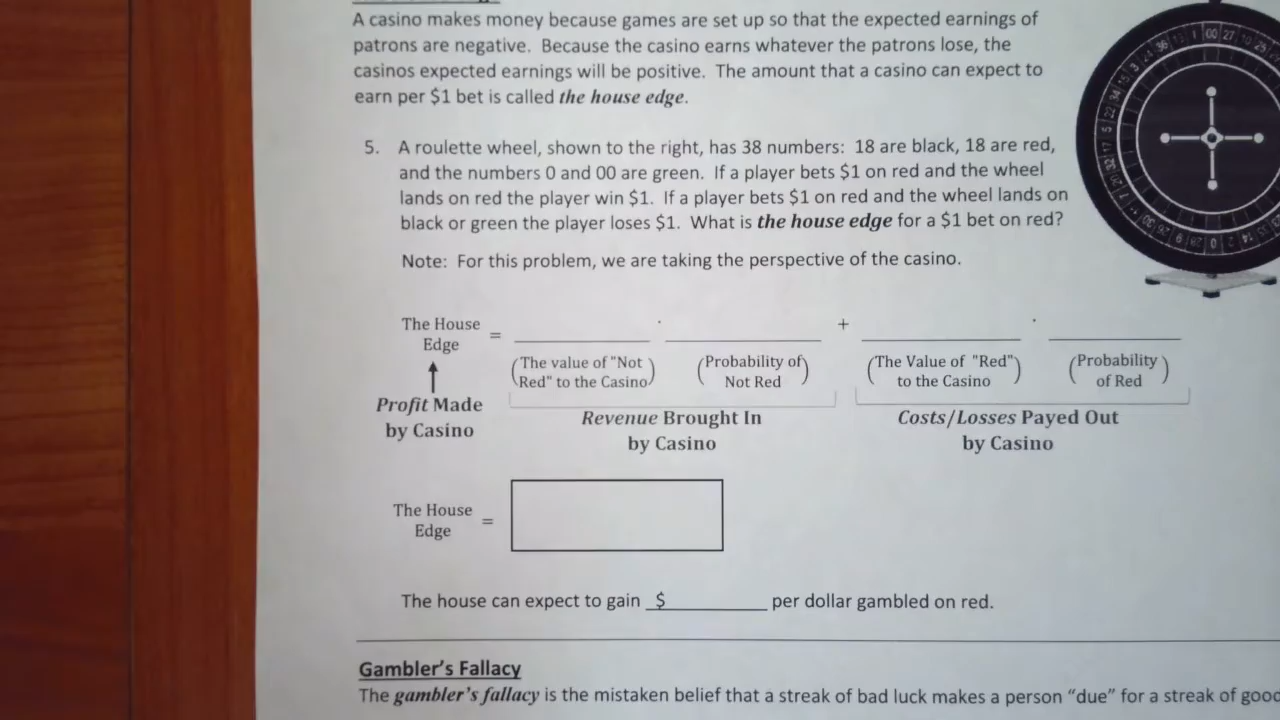 A casino makes money because games are set up so that the expected earnings of
patrons are negative. Because the casino earns whatever the patrons lose, the
casinos expected earnings will be positive. The amount that a casino can expect to
earn per $1 bet is called the house edge.
5. A roulette wheel, shown to the right, has 38 numbers: 18 are black, 18 are red,
and the numbers 0 and 00 are green. If a player bets $1 on red and the wheel
lands on red the player win $1. If a player bets $1 on red and the wheel lands on
black or green the player loses $1. What is the house edge for a $1 bet on red?
Note: For this problem, we are taking the perspective of the casino.
The House
Edge
= ____ · ____ + ____ · ____
(The value of "Not
Red" to the Casino)
(Probability of
Not Red)
(The Value of "Red"
to the Casino)
(Probability
of Red)
Profit Made
by Casino
Revenue Brought In
by Casino
Costs/Losses Payed Out
by Casino
The House
Edge
=
The house can expect to gain $________ per dollar gambled on red.
Gambler's Fallacy
The gambler's fallacy is the mistaken belief that a streak of bad luck makes a person "due" for a streak of good